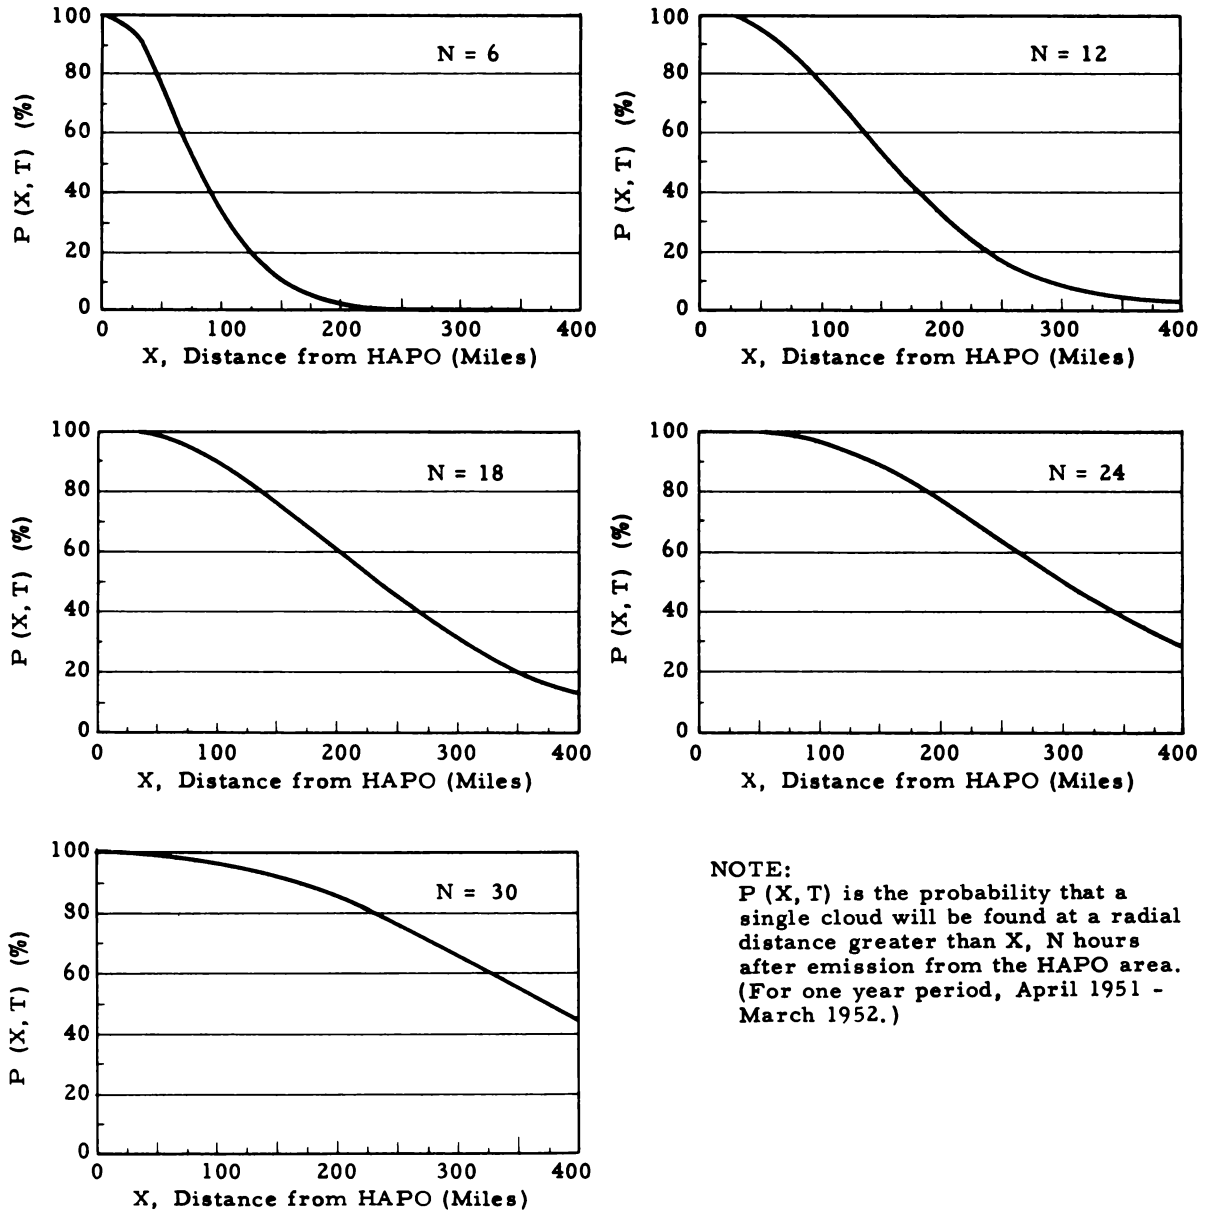 100
80
60
40
20
0
P (X, T) (%)
N = 6
0 100 200 300 400
X, Distance from HAPO (Miles)
100
80
60
40
20
0
P (X, T) (%)
N = 12
0 100 200 300 400
X, Distance from HAPO (Miles)
100
80
60
40
20
0
P (X, T) (%)
N = 18
0 100 200 300 400
X, Distance from HAPO (Miles)
100
80
60
40
20
0
P (X, T) (%)
N = 24
0 100 200 300 400
X, Distance from HAPO (Miles)
100
80
60
40
20
0
P (X, T) (%)
N = 30
0 100 200 300 400
X, Distance from HAPO (Miles)
NOTE:
P (X, T) is the probability that a
single cloud will be found at a radial
distance greater than X, N hours
after emission from the HAPO area.
(For one year period, April 1951 -
March 1952.)